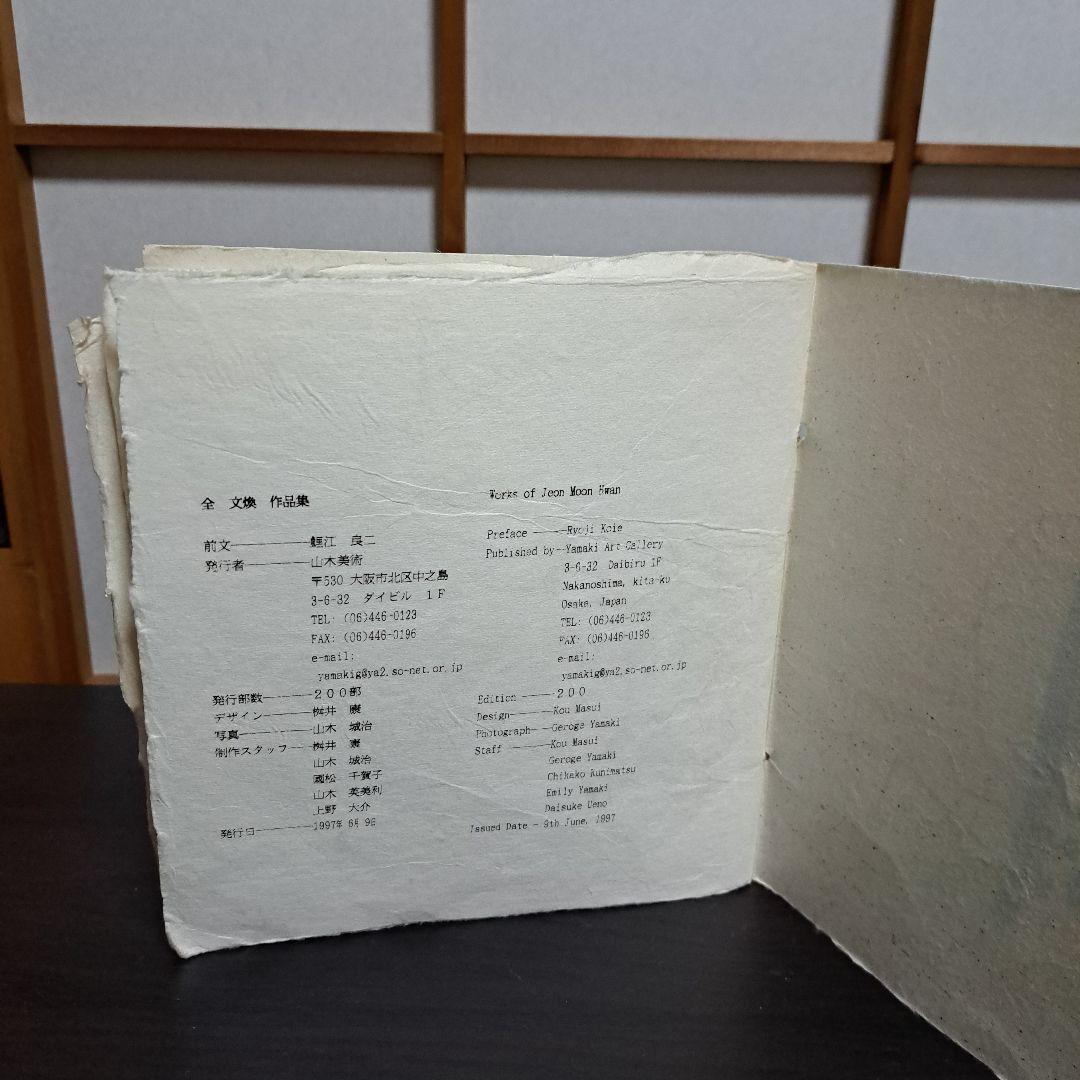 全 文煥 作品集
前文――――鯉江 良二
発行者――――山木美術
〒530 大阪市北区中之島
3-6-32 ダイビル 1F
TEL: (06)446-0123
FAX: (06)446-0196
e-mail:
yamakig@ya2.so-net.or.jp
発行部数――――200部
デザイン――――桝井 康
写真――――山木 城治
制作スタッフ―桝井 康
山木 城治
國松 千賀子
山木 英美利
上野 大介
発行日――――1997年 6月 9日
Works of Jeon Moon Hwan
Preface ――――Ryoji Koie
Published by--Yamaki Art Gallery
3-6-32 Daibiru 1F
Nakanoshima, kita-ku
Osaka, Japan
TEL: (06)446-0123
FAX: (06)446-0196
e-mail:
yamakig@ya2.so-net.or.jp
Edition ――――200
Design――――Kou Masui
Photograph――Geroge Yamaki
Staff ――――Kou Masui
Geroge Yamaki
Chikako Kunimatsu
Emily Yamaki
Daisuke Ueno
Issued Date - 9th June, 1997